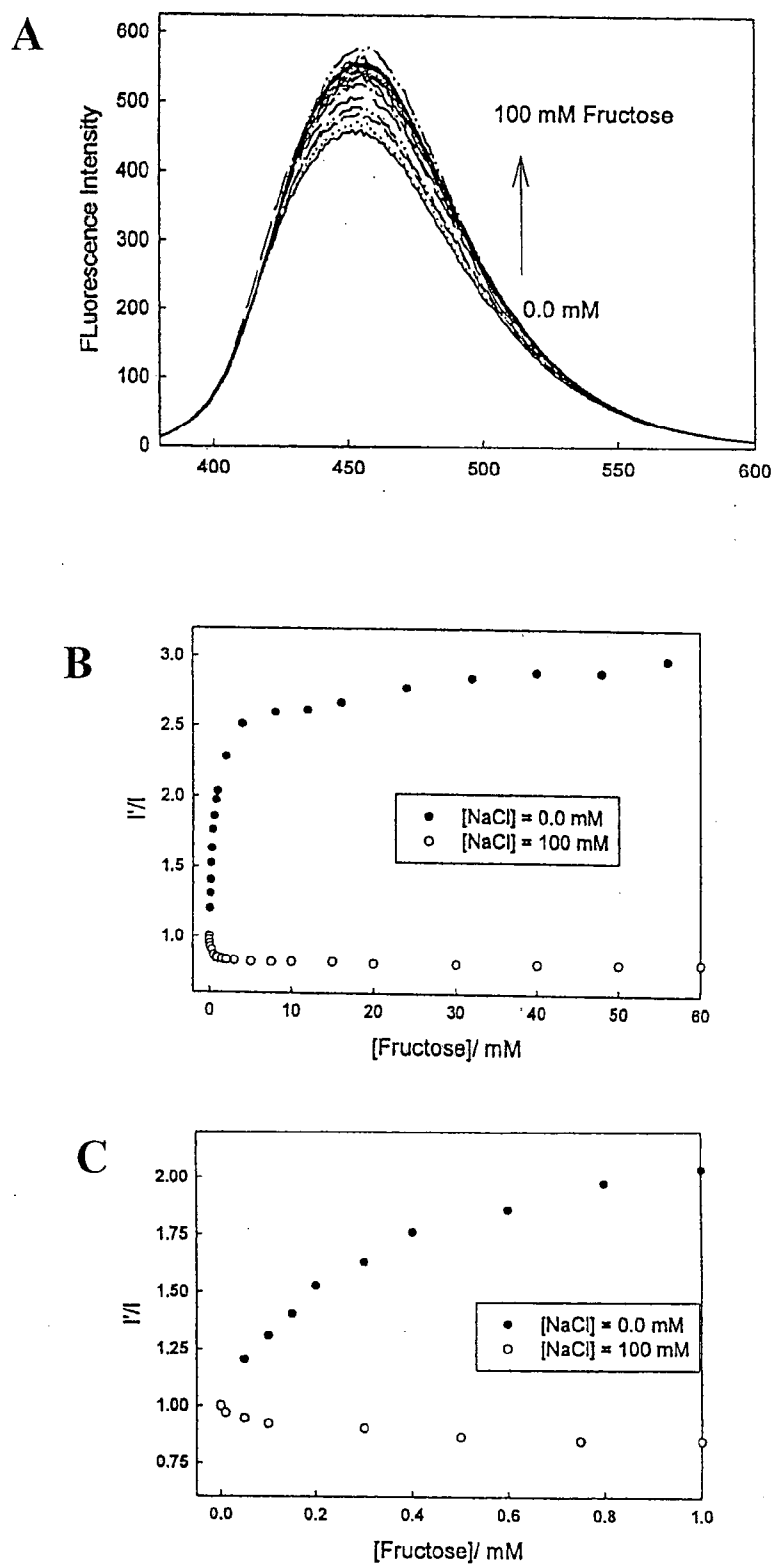 A
600
500
400
300
200
100
0
FLuorescence Intensity
100 mM Fructose
0.0 mM
400
450
500
550
600
B
3.0
2.5
2.0
1.5
1.0
I'/I
[NaCl] = 0.0 mM
[NaCl] = 100 mM
0
10
20
30
40
50
60
[Fructose]/ mM
C
2.00
1.75
1.50
1.25
1.00
0.75
I'/I
[NaCl] = 0.0 mM
[NaCl] = 100 mM
0.0
0.2
0.4
0.6
0.8
1.0
[Fructose]/ mM